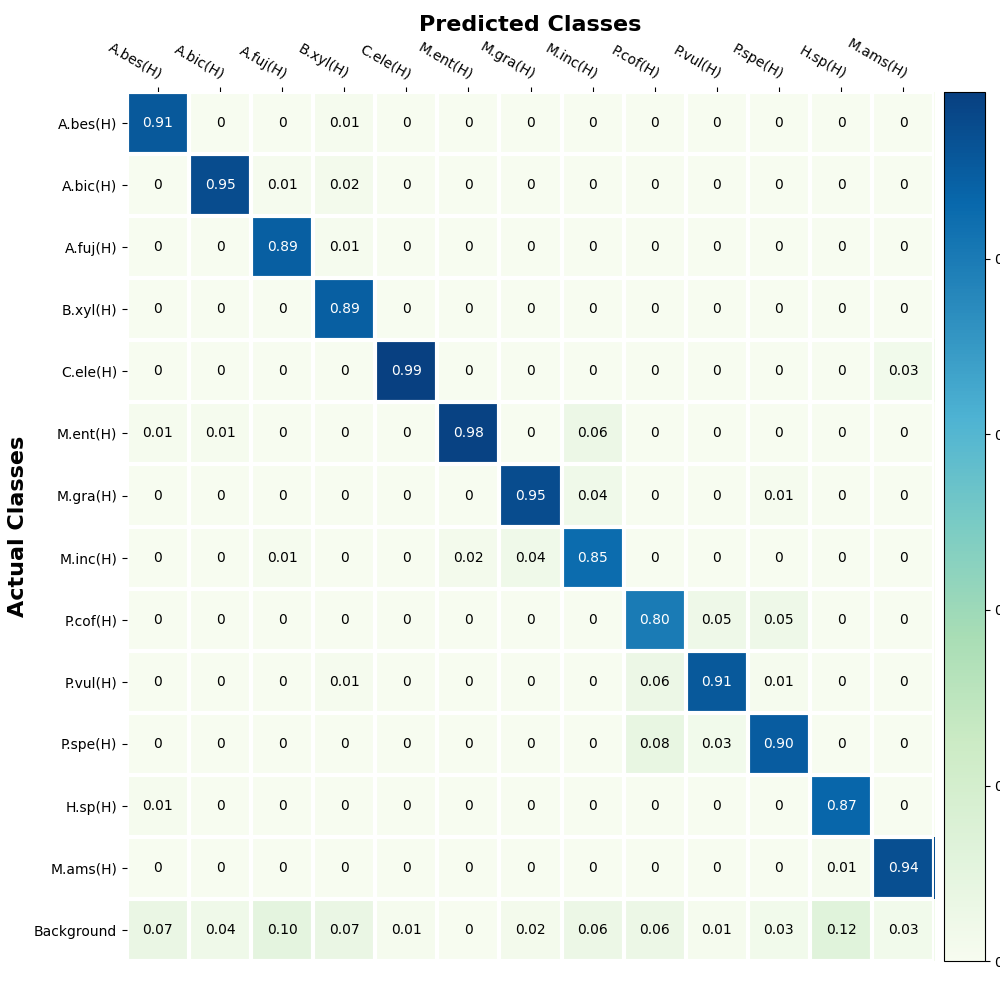 Predicted Classes
A.bes(H) A.bic(H) A.fuj(H) B.xyl(H) C.ele(H) M.ent(H) M.gra(H) M.inc(H) P.cof(H) P.vul(H) P.spe(H) H.sp(H) M.ams(H)
Actual Classes
A.bes(H) 0.91 0 0 0.01 0 0 0 0 0 0 0 0 0
A.bic(H) 0 0.95 0.01 0.02 0 0 0 0 0 0 0 0 0
A.fuj(H) 0 0 0.89 0.01 0 0 0 0 0 0 0 0 0
B.xyl(H) 0 0 0 0.89 0 0 0 0 0 0 0 0 0
C.ele(H) 0 0 0 0 0.99 0 0 0 0 0 0 0 0.03
M.ent(H) 0.01 0.01 0 0 0 0.98 0 0.06 0 0 0 0 0
M.gra(H) 0 0 0 0 0 0 0.95 0.04 0 0 0.01 0 0
M.inc(H) 0 0 0.01 0 0 0.02 0.04 0.85 0 0 0 0 0
P.cof(H) 0 0 0 0 0 0 0 0 0.80 0.05 0.05 0 0
P.vul(H) 0 0 0 0.01 0 0 0 0 0.06 0.91 0.01 0 0
P.spe(H) 0 0 0 0 0 0 0 0 0.08 0.03 0.90 0 0
H.sp(H) 0.01 0 0 0 0 0 0 0 0 0 0 0.87 0
M.ams(H) 0 0 0 0 0 0 0 0 0 0 0 0.01 0.94
Background 0.07 0.04 0.10 0.07 0.01 0 0.02 0.06 0.06 0.01 0.03 0.12 0.03